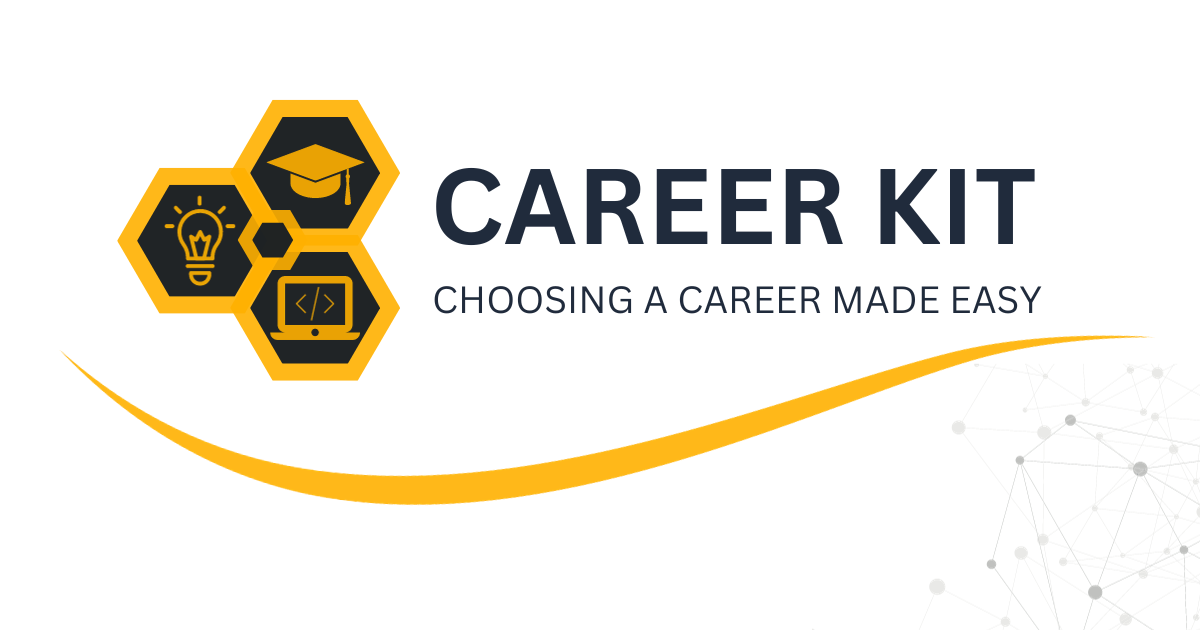 CAREER KIT
CHOOSING A CAREER MADE EASY
</>